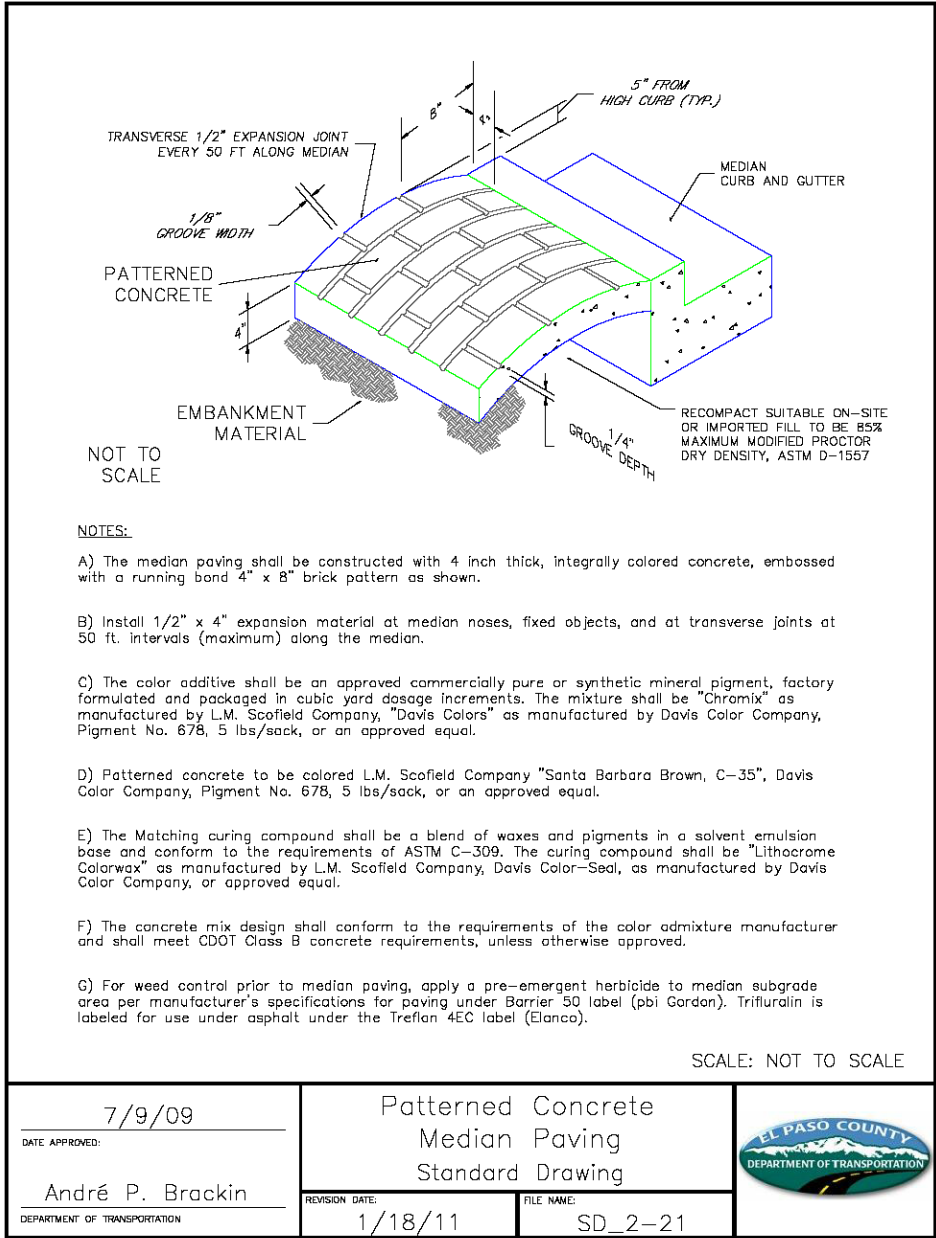 5" FROM
HIGH CURB (TYP.)
8"
4"
TRANSVERSE 1/2" EXPANSION JOINT
EVERY 50 FT ALONG MEDIAN
MEDIAN
CURB AND GUTTER
1/8"
GROOVE WIDTH
PATTERNED
CONCRETE
4"
EMBANKMENT
MATERIAL
1/4"
GROOVE DEPTH
RECOMPACT SUITABLE ON-SITE
OR IMPORTED FILL TO BE 85%
MAXIMUM MODIFIED PROCTOR
DRY DENSITY, ASTM D-1557
NOT TO
SCALE
NOTES:
A) The median paving shall be constructed with 4 inch thick, integrally colored concrete, embossed
with a running bond 4" x 8" brick pattern as shown.
B) Install 1/2" x 4" expansion material at median noses, fixed objects, and at transverse joints at
50 ft. intervals (maximum) along the median.
C) The color additive shall be an approved commercially pure or synthetic mineral pigment, factory
formulated and packaged in cubic yard dosage increments. The mixture shall be "Chromix" as
manufactured by L.M. Scofield Company, "Davis Colors" as manufactured by Davis Color Company,
Pigment No. 678, 5 lbs/sack, or an approved equal.
D) Patterned concrete to be colored L.M. Scofield Company "Santa Barbara Brown, C-35", Davis
Color Company, Pigment No. 678, 5 lbs/sack, or an approved equal.
E) The Matching curing compound shall be a blend of waxes and pigments in a solvent emulsion
base and conform to the requirements of ASTM C-309. The curing compound shall be "Lithocrome
Colorwax" as manufactured by L.M. Scofield Company, Davis Color-Seal, as manufactured by Davis
Color Company, or approved equal.
F) The concrete mix design shall conform to the requirements of the color admixture manufacturer
and shall meet CDOT Class B concrete requirements, unless otherwise approved.
G) For weed control prior to median paving, apply a pre-emergent herbicide to median subgrade
area per manufacturer's specifications for paving under Barrier 50 label (pbi Gordon). Trifluralin is
labeled for use under asphalt under the Treflan 4EC label (Elanco).
SCALE: NOT TO SCALE
7/9/09
DATE APPROVED:
André P. Brackin
DEPARTMENT OF TRANSPORTATION
Patterned Concrete
Median Paving
Standard Drawing
REVISION DATE:
1/18/11
FILE NAME:
SD_2-21
EL PASO COUNTY
DEPARTMENT OF TRANSPORTATION